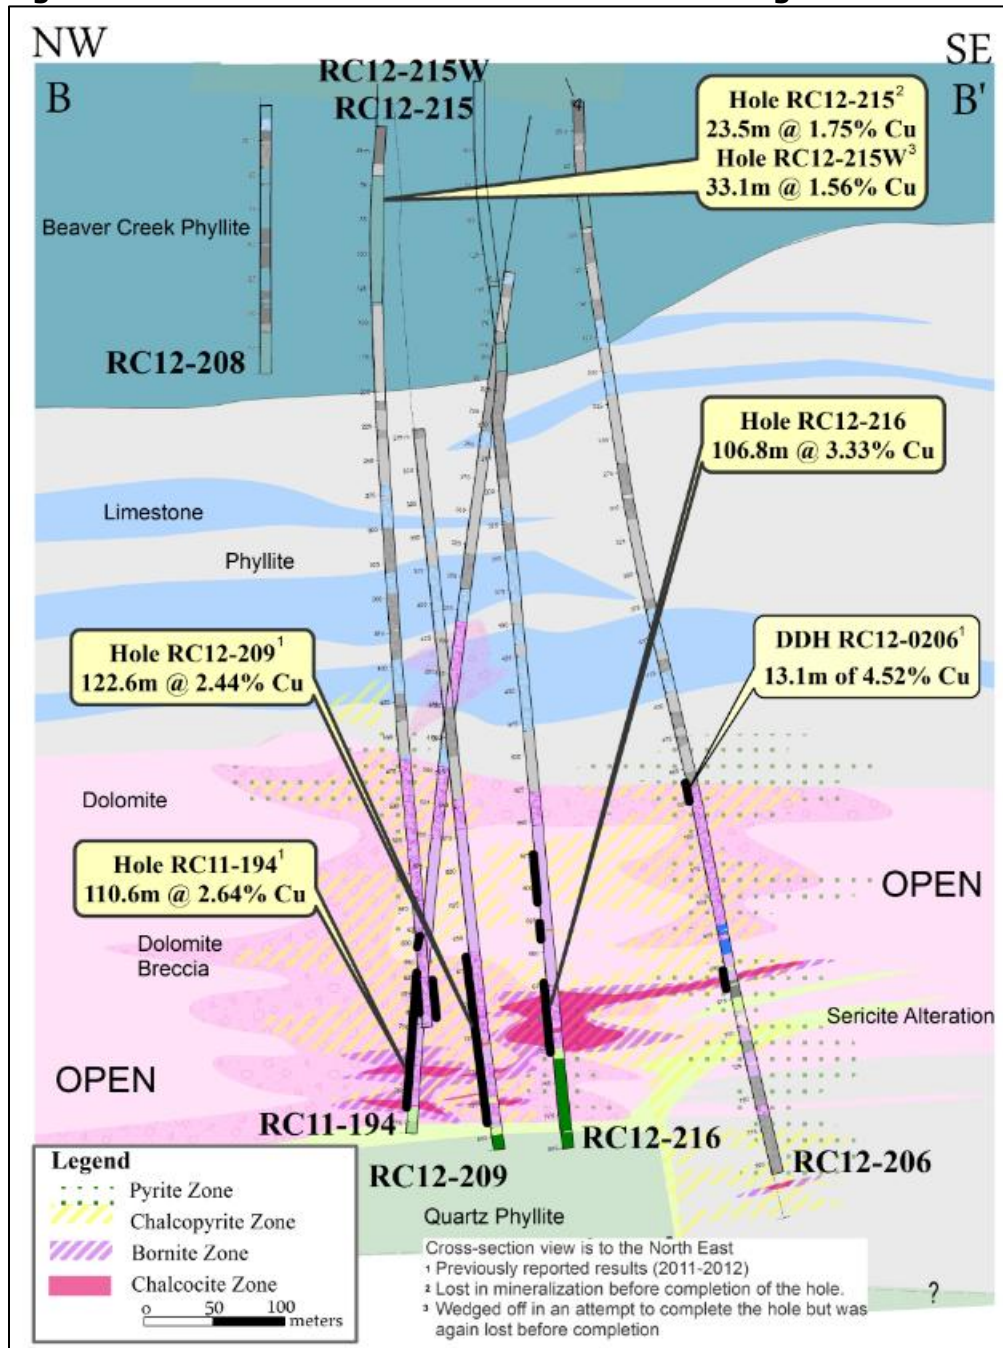 NW
SE
B
B'
RC12-215W
RC12-215
Hole RC12-215²
23.5m @ 1.75% Cu
Hole RC12-215W³
33.1m @ 1.56% Cu
Beaver Creek Phyllite
RC12-208
Hole RC12-216
106.8m @ 3.33% Cu
Limestone
Phyllite
Hole RC12-209¹
122.6m @ 2.44% Cu
DDH RC12-0206¹
13.1m of 4.52% Cu
Dolomite
Hole RC11-194¹
110.6m @ 2.64% Cu
OPEN
Dolomite
Breccia
Sericite Alteration
OPEN
RC11-194
RC12-216
RC12-209
RC12-206
Quartz Phyllite
Legend
Pyrite Zone
Chalcopyrite Zone
Bornite Zone
Chalcocite Zone
0 50 100
meters
Cross-section view is to the North East
¹ Previously reported results (2011-2012)
² Lost in mineralization before completion of the hole.
³ Wedged off in an attempt to complete the hole but was
again lost before completion
?